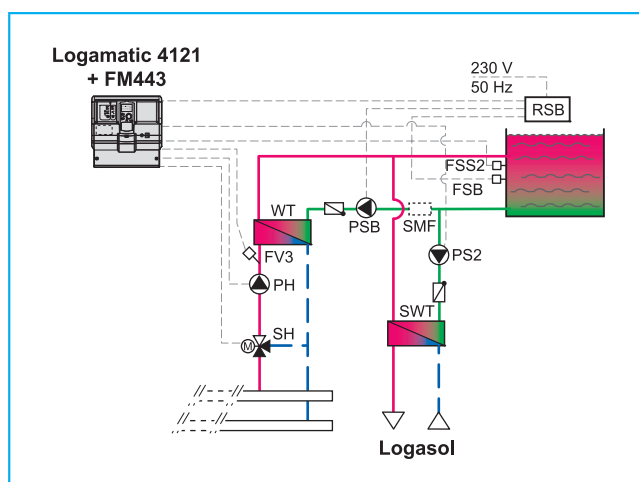 Logamatic 4121
+ FM443
230 V
50 Hz
RSB
FSS2
FSB
WT
PSB
SMF
FV3
PS2
PH
SH
SWT
M
Logasol